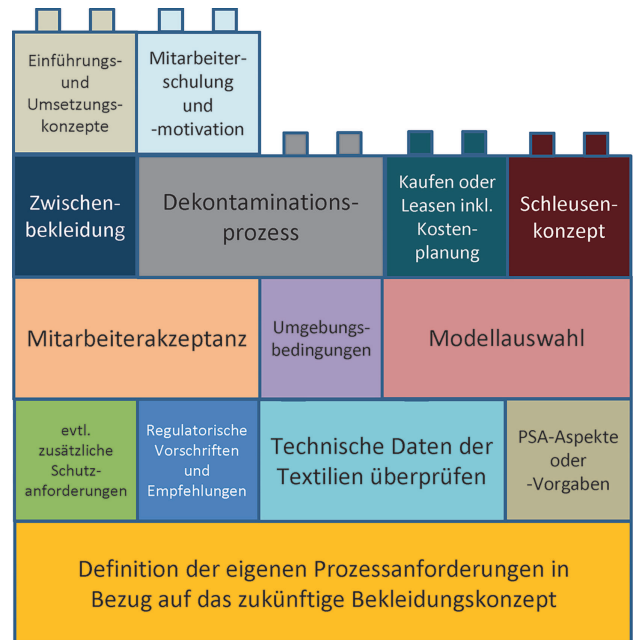 Einführungs-
und
Umsetzungs-
konzepte
Mitarbeiter-
schulung
und
-motivation
Zwischen-
bekleidung
Dekontaminations-
prozess
Kaufen oder
Leasen inkl.
Kosten-
planung
Schleusen-
konzept
Mitarbeiterakzeptanz
Umgebungs-
bedingungen
Modellauswahl
evtl.
zusätzliche
Schutz-
anforderungen
Regulatorische
Vorschriften
und
Empfehlungen
Technische Daten der
Textilien überprüfen
PSA-Aspekte
oder
-Vorgaben
Definition der eigenen Prozessanforderungen in
Bezug auf das zukünftige Bekleidungskonzept